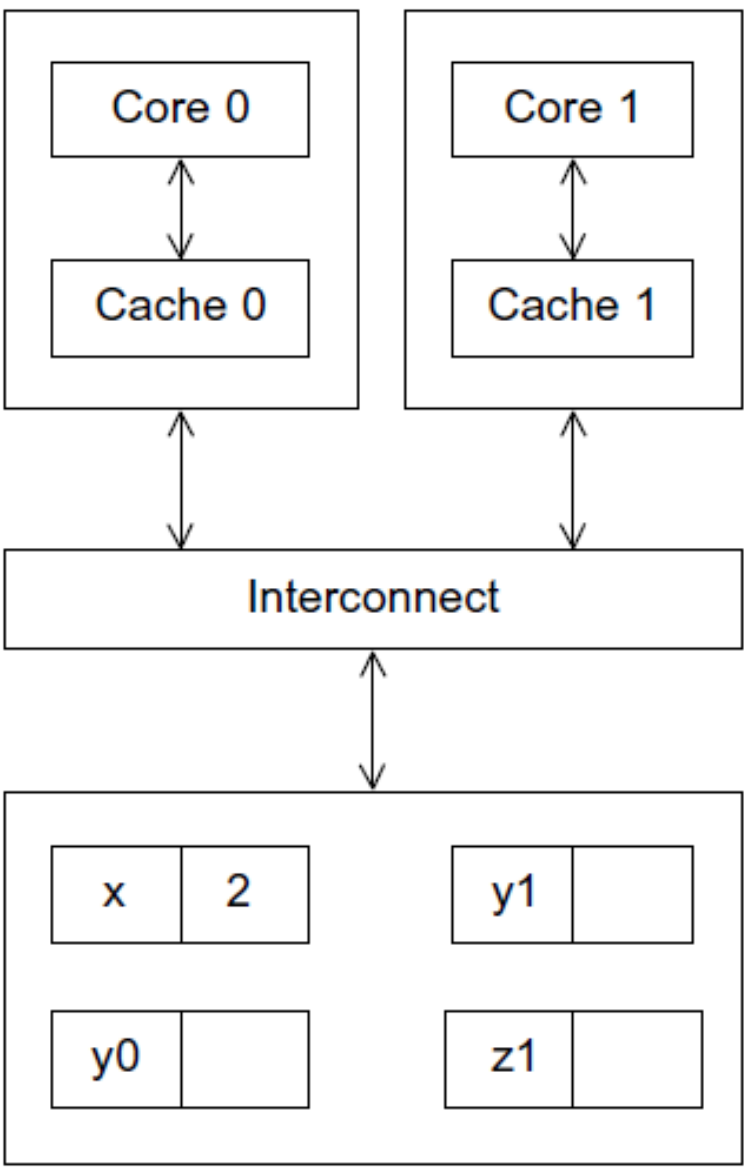 Core 0 Core 1
Cache 0 Cache 1
Interconnect
x 2 y1
y0 z1